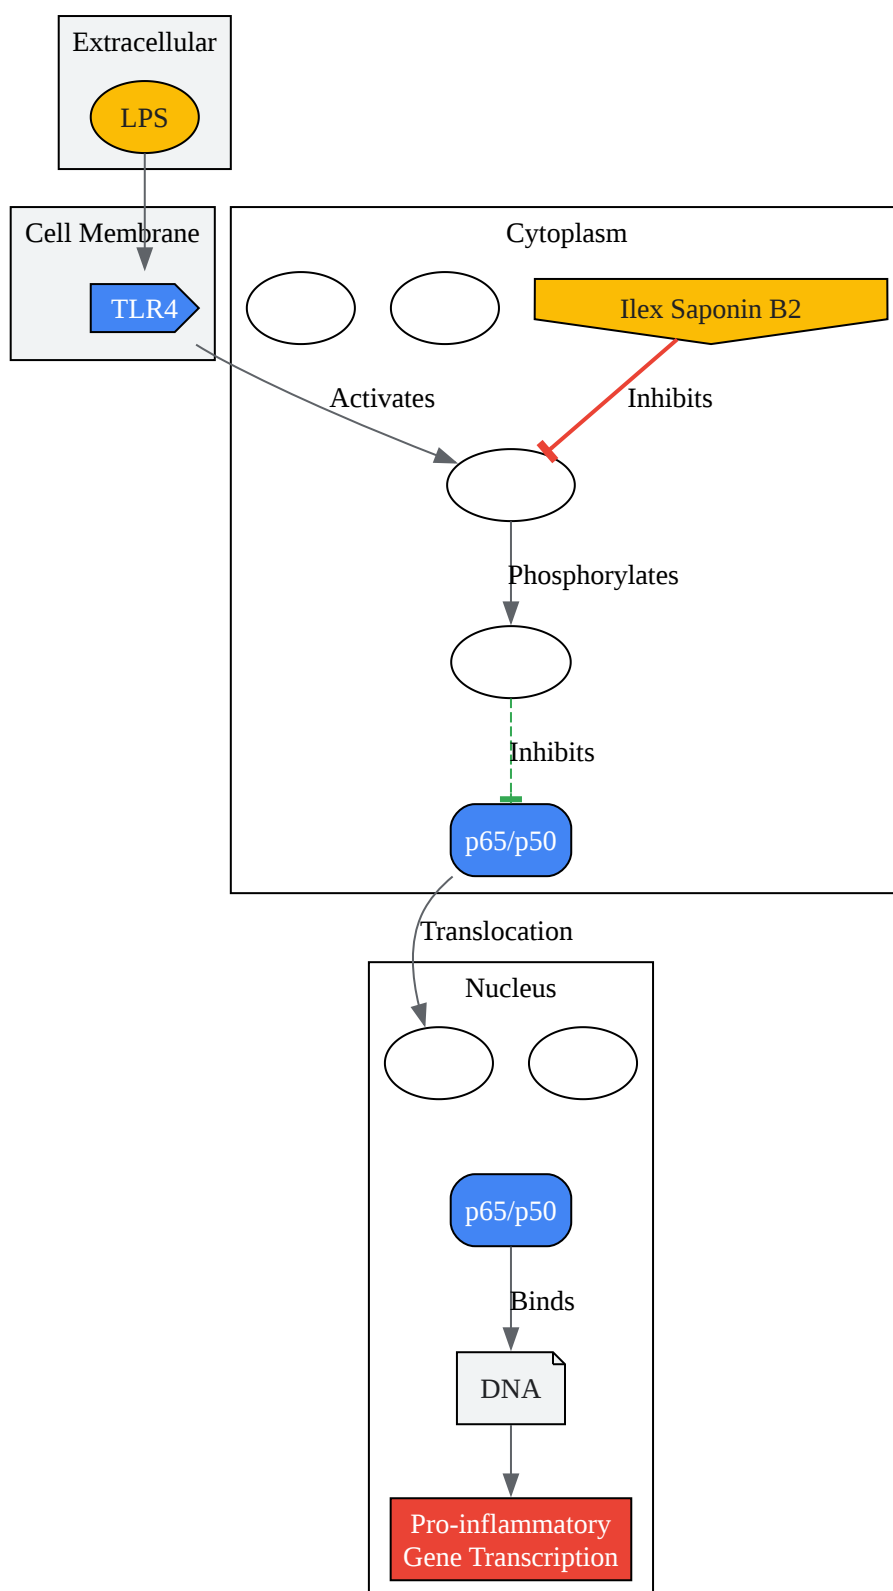 Extracellular
LPS
Cell Membrane
TLR4
Cytoplasm
Ilex Saponin B2
Activates
Inhibits
Phosphorylates
Inhibits
p65/p50
Translocation
Nucleus
p65/p50
Binds
DNA
Pro-inflammatory
Gene Transcription